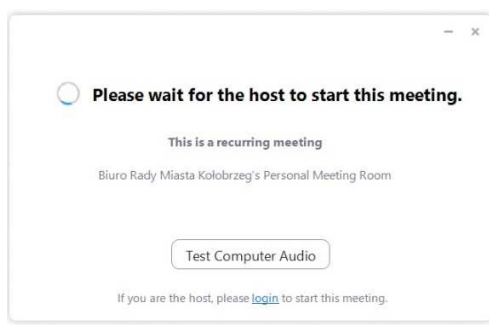 Please wait for the host to start this meeting.
This is a recurring meeting
Biuro Rady Miasta Kołobrzeg's Personal Meeting Room
Test Computer Audio
If you are the host, please login to start this meeting.